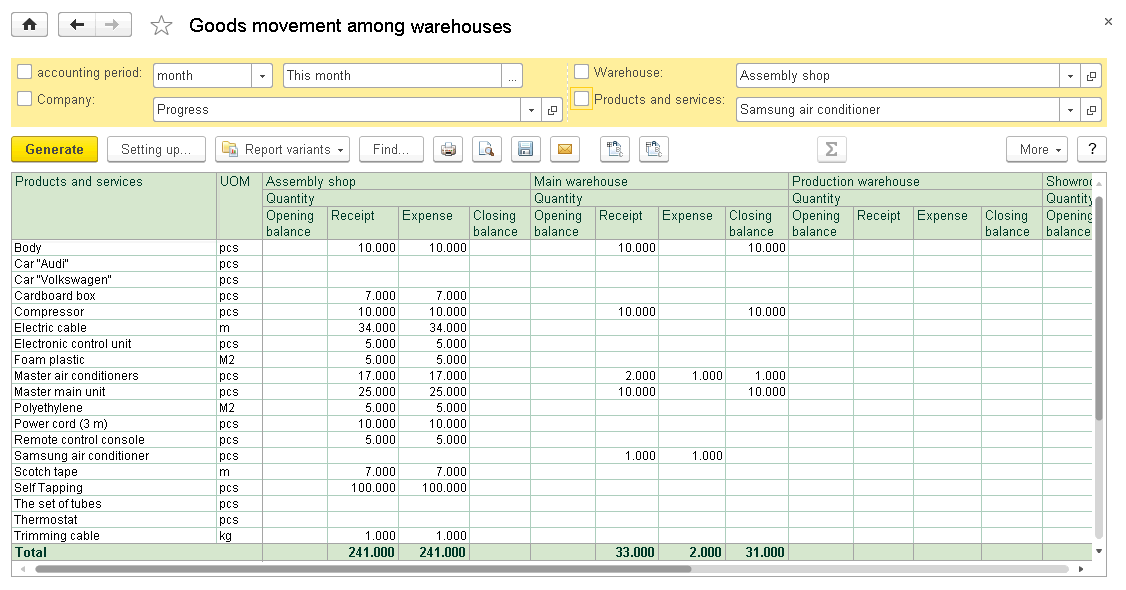 Goods movement among warehouses
accounting period: month This month ... Warehouse: Assembly shop
Company: Progress Products and services: Samsung air conditioner
Generate Setting up... Report variants Find... Σ More ?
Products and services UOM Assembly shop Main warehouse Production warehouse Showroo
Quantity Quantity Quantity Quantity
Opening balance Receipt Expense Closing balance Opening balance Receipt Expense Closing balance Opening balance Receipt Expense Closing balance Opening balance
Body pcs 10.000 10.000 10.000 10.000
Car "Audi" pcs
Car "Volkswagen" pcs
Cardboard box pcs 7.000 7.000
Compressor pcs 10.000 10.000 10.000 10.000
Electric cable m 34.000 34.000
Electronic control unit pcs 5.000 5.000
Foam plastic M2 5.000 5.000
Master air conditioners pcs 17.000 17.000 2.000 1.000 1.000
Master main unit pcs 25.000 25.000 10.000 10.000
Polyethylene M2 5.000 5.000
Power cord (3 m) pcs 10.000 10.000
Remote control console pcs 5.000 5.000
Samsung air conditioner pcs 1.000 1.000
Scotch tape m 7.000 7.000
Self Tapping pcs 100.000 100.000
The set of tubes pcs
Thermostat pcs
Trimming cable kg 1.000 1.000
Total 241.000 241.000 33.000 2.000 31.000